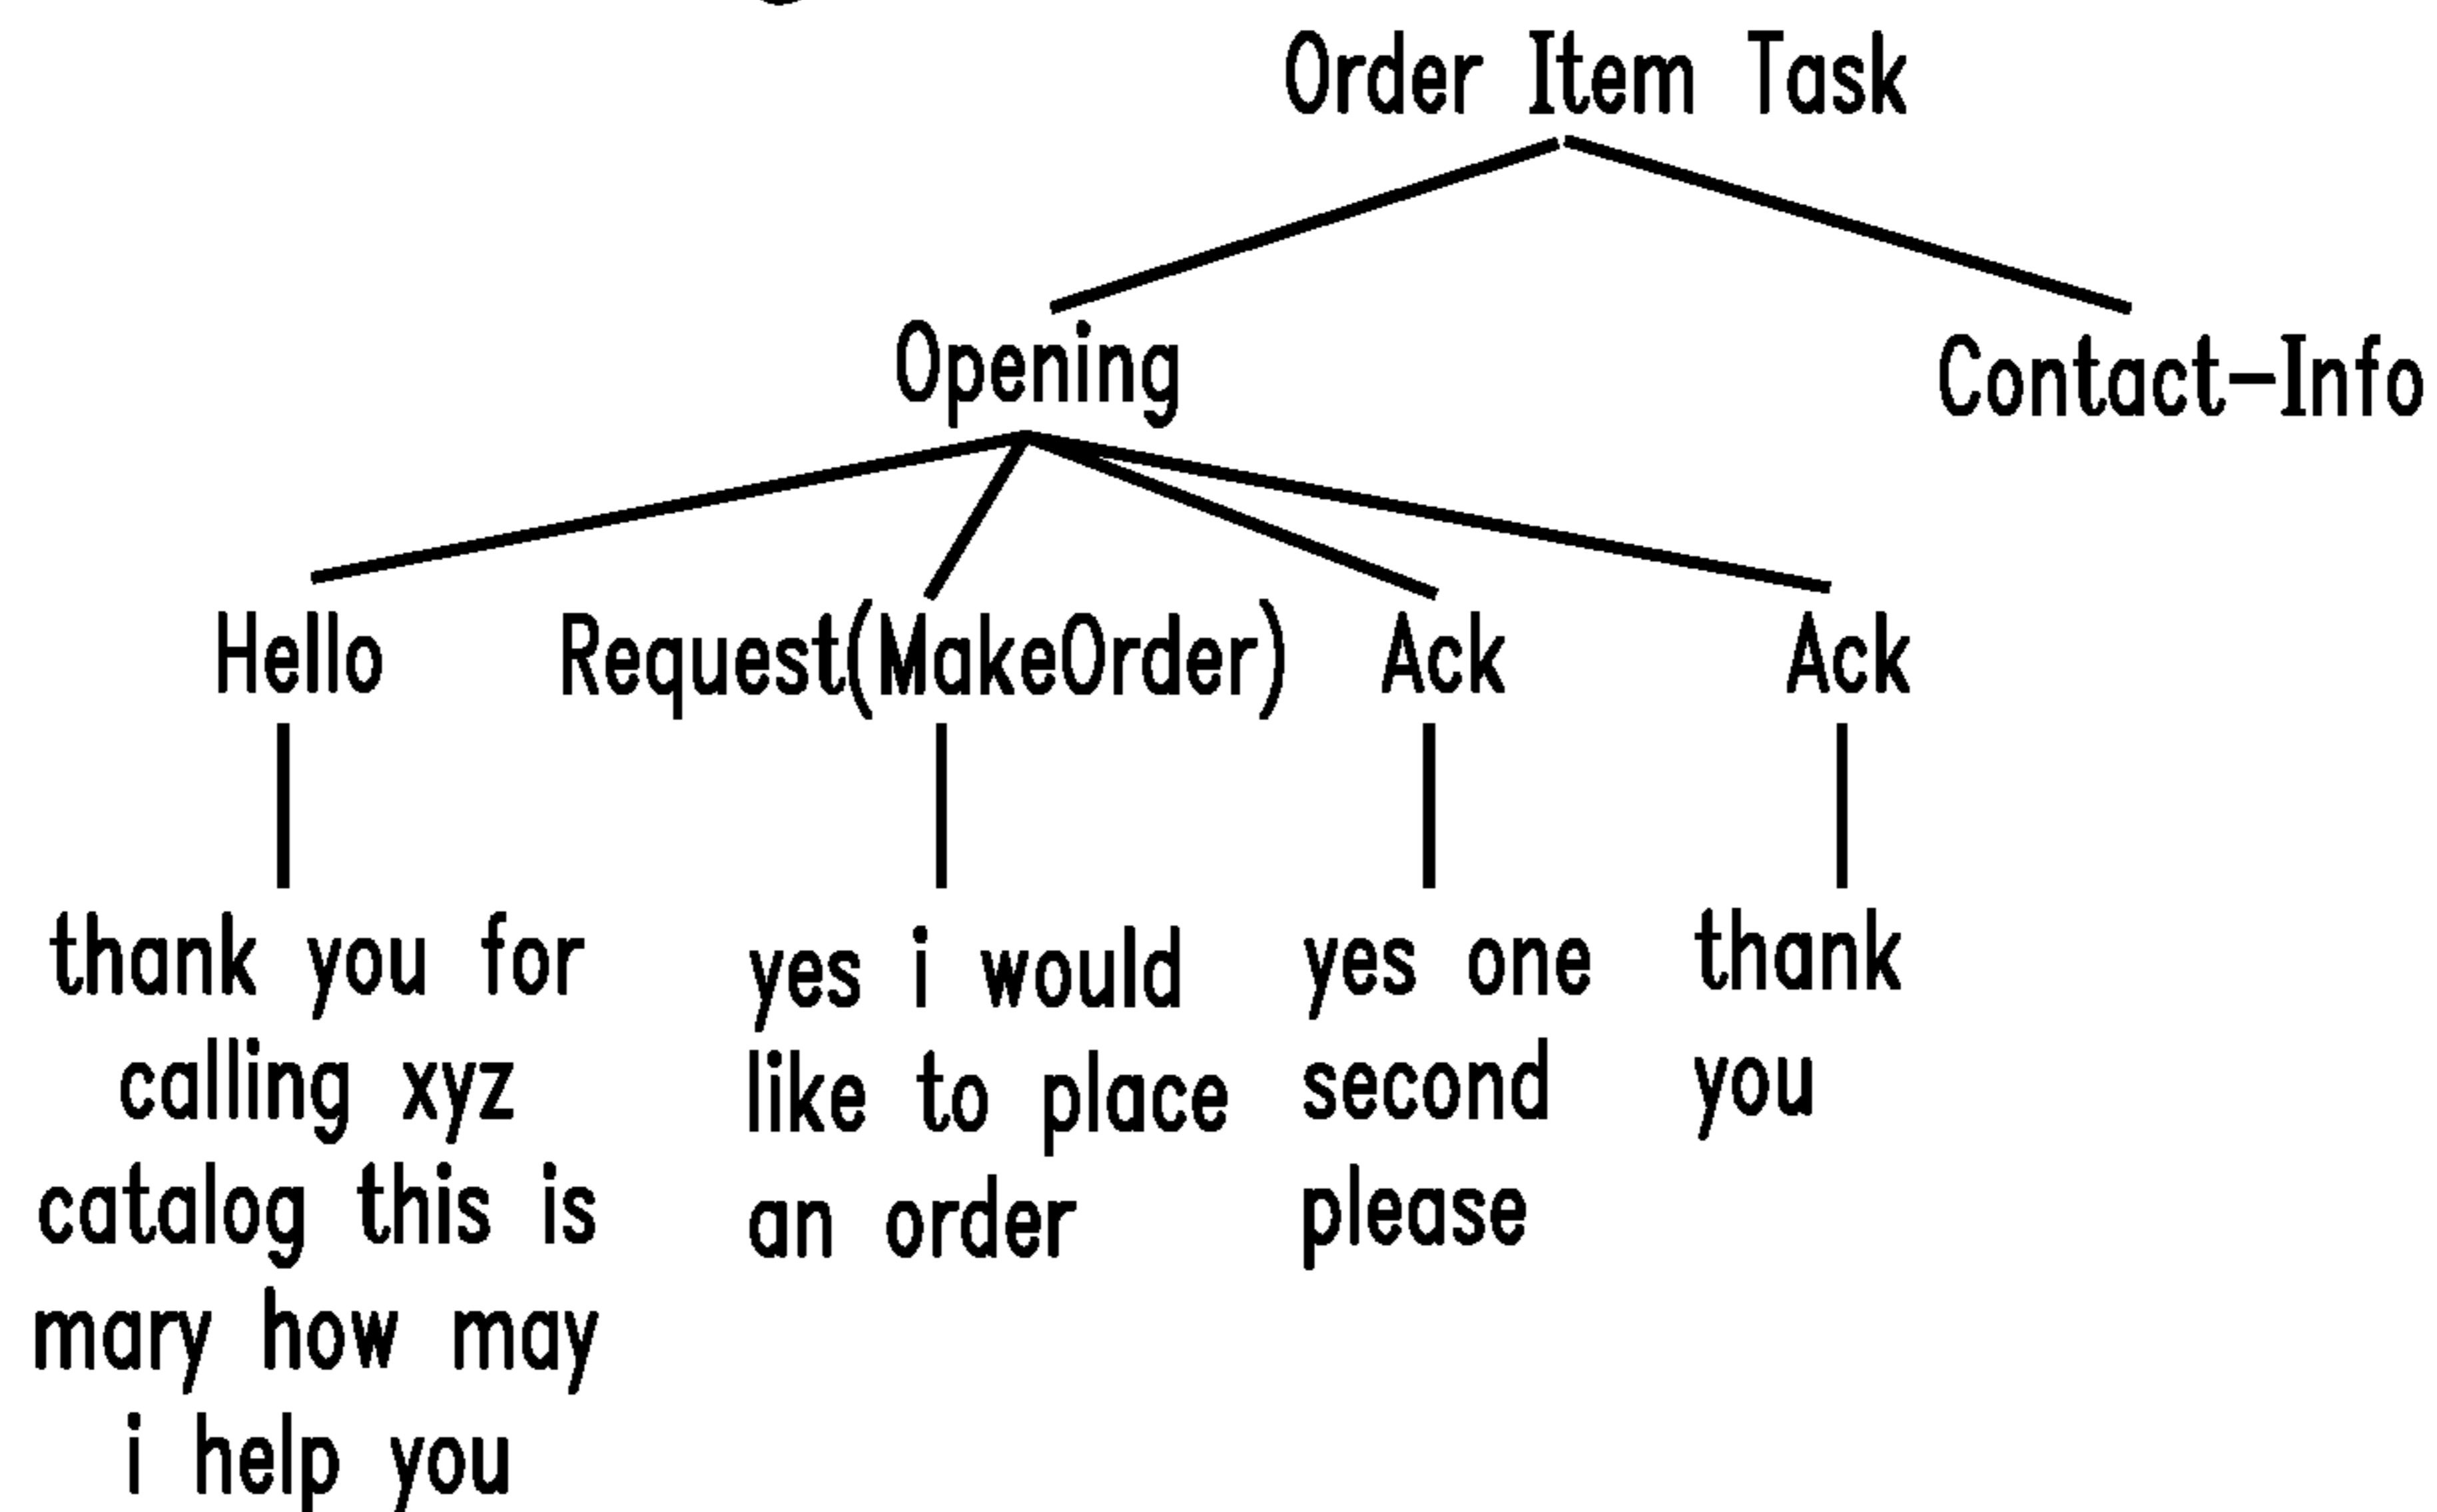 Order Item Task
Opening
Contact-Info
Hello
Request(MakeOrder)
Ack
Ack
thank you for
calling xyz
catalog this is
mary how may
i help you
yes i would
like to place
an order
yes one
second
please
thank
you